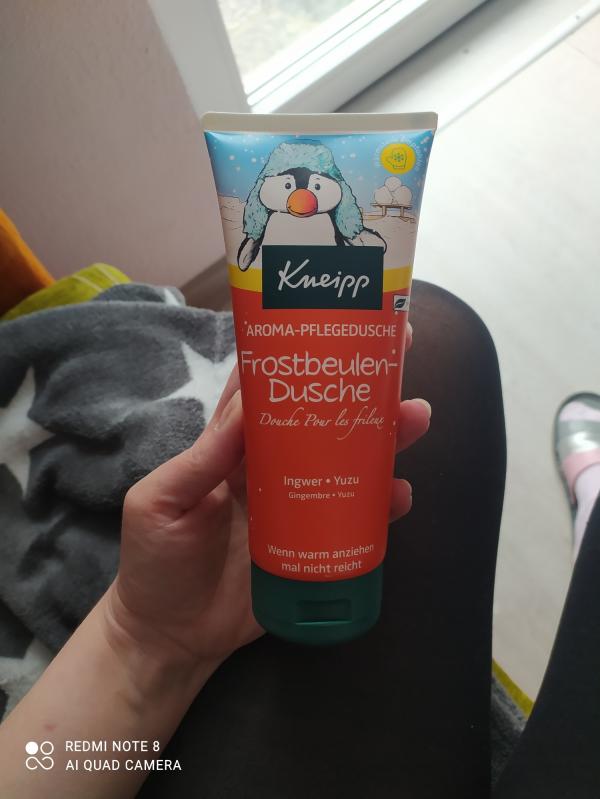 Kneipp
AROMA-PFLEGEDUSCHE
Frostbeulen-
Dusche
Douche Pour les frileux
Ingwer • Yuzu
Gingembre • Yuzu
Wenn warm anziehen
mal nicht reicht
REDMI NOTE 8
AI QUAD CAMERA